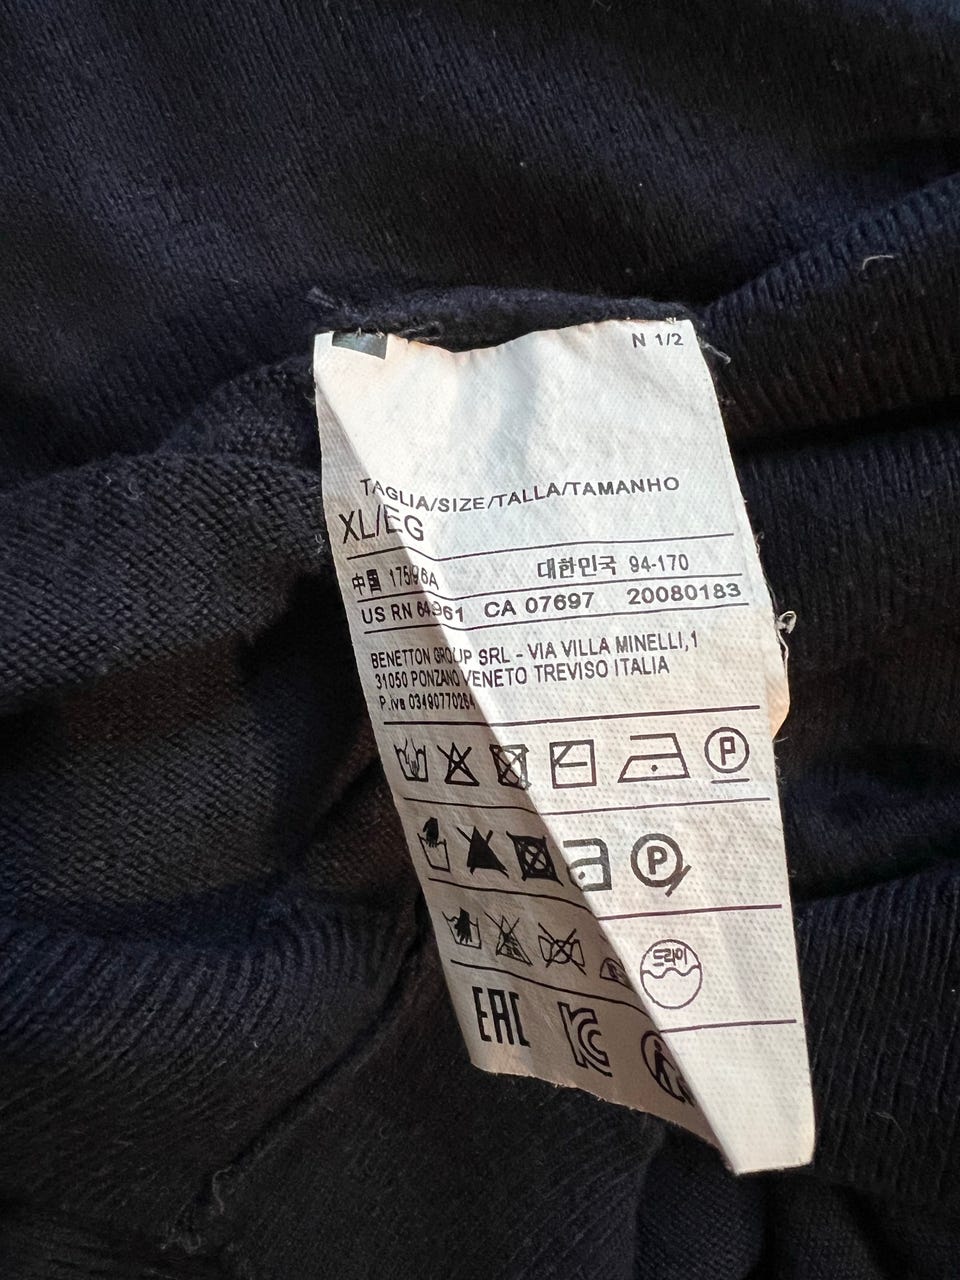 N 1/2
TAGLIA/SIZE/TALLA/TAMANHO
XL/EG
中国 175/96A 대한민국 94-170
US RN 64961 CA 07697 20080183
BENETTON GROUP SRL - VIA VILLA MINELLI,1
31050 PONZANO VENETO TREVISO ITALIA
P.iva 03490770264
P
P
드라이
EAC
KC